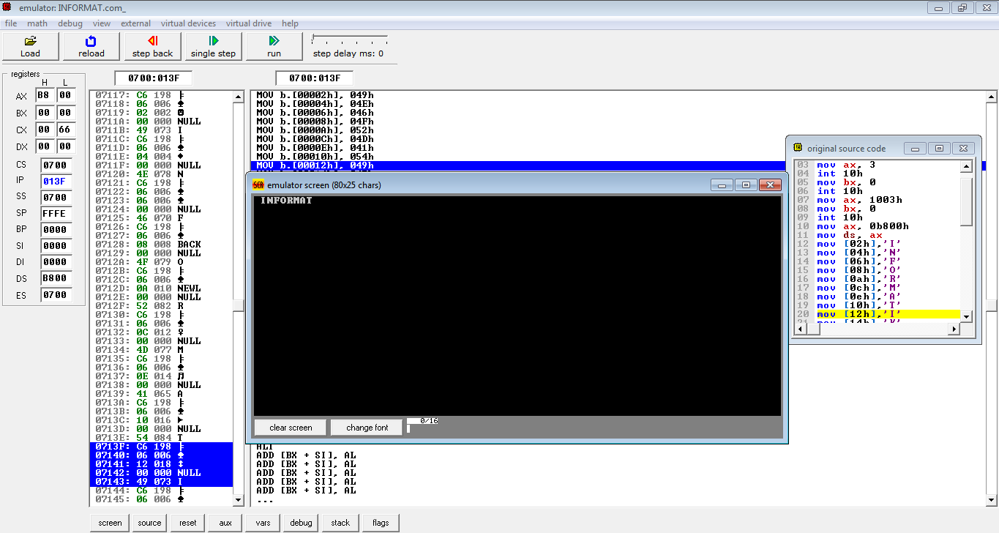 emulator: INFORMAT.com_
file math debug view external virtual devices virtual drive help
Load reload step back single step run step delay ms: 0
registers
H L
AX B8 00
BX 00 00
CX 00 66
DX 00 00
CS 0700
IP 013F
SS 0700
SP FFFE
BP 0000
SI 0000
DI 0000
DS B800
ES 0700
0700:013F
07117: C6 198 ╞
07118: 06 006 ♠
07119: 02 002 ☻
0711A: 00 000 NULL
0711B: 49 073 I
0711C: C6 198 ╞
0711D: 06 006 ♠
0711E: 04 004 ♦
0711F: 00 000 NULL
07120: 4E 078 N
07121: C6 198 ╞
07122: 06 006 ♠
07123: 06 006 ♠
07124: 00 000 NULL
07125: 46 070 F
07126: C6 198 ╞
07127: 06 006 ♠
07128: 08 008 BACK
07129: 00 000 NULL
0712A: 4F 079 O
0712B: C6 198 ╞
0712C: 06 006 ♠
0712D: 0A 010 NEWL
0712E: 00 000 NULL
0712F: 52 082 R
07130: C6 198 ╞
07131: 06 006 ♠
07132: 0C 012 ♀
07133: 00 000 NULL
07134: 4D 077 M
07135: C6 198 ╞
07136: 06 006 ♠
07137: 0E 014 ♫
07138: 00 000 NULL
07139: 41 065 A
0713A: C6 198 ╞
0713B: 06 006 ♠
0713C: 10 016 ►
0713D: 00 000 NULL
0713E: 54 084 T
0713F: C6 198 ╞
07140: 06 006 ♠
07141: 12 018 ↕
07142: 00 000 NULL
07143: 49 073 I
07144: C6 198 ╞
07145: 06 006 ♠
0700:013F
MOV b.[00002h], 049h
MOV b.[00004h], 04Eh
MOV b.[00006h], 046h
MOV b.[00008h], 04Fh
MOV b.[0000Ah], 052h
MOV b.[0000Ch], 04Dh
MOV b.[0000Eh], 041h
MOV b.[00010h], 054h
MOV b.[00012h], 049h
ADD [BX + SI], AL
ADD [BX + SI], AL
ADD [BX + SI], AL
ADD [BX + SI], AL
ADD [BX + SI], AL
...
emulator screen (80x25 chars)
INFORMAT
clear screen change font 0/16
original source code
03 mov ax, 3
04 int 10h
05 mov bx, 0
06 int 10h
07 mov ax, 1003h
08 mov bx, 0
09 int 10h
10 mov ax, 0b800h
11 mov ds, ax
12 mov [02h],'I'
13 mov [04h],'N'
14 mov [06h],'F'
15 mov [08h],'O'
16 mov [0ah],'R'
17 mov [0ch],'M'
18 mov [0eh],'A'
19 mov [10h],'T'
20 mov [12h],'I'
screen source reset aux vars debug stack flags